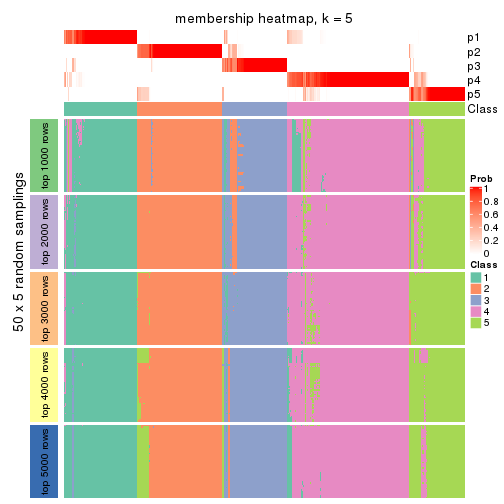 membership heatmap, k = 5
p1
p2
p3
p4
p5
Class
50 x 5 random samplings
top 1000 rows
top 2000 rows
top 3000 rows
top 4000 rows
top 5000 rows
Prob
1
0.8
0.6
0.4
0.2
0
Class
1
2
3
4
5